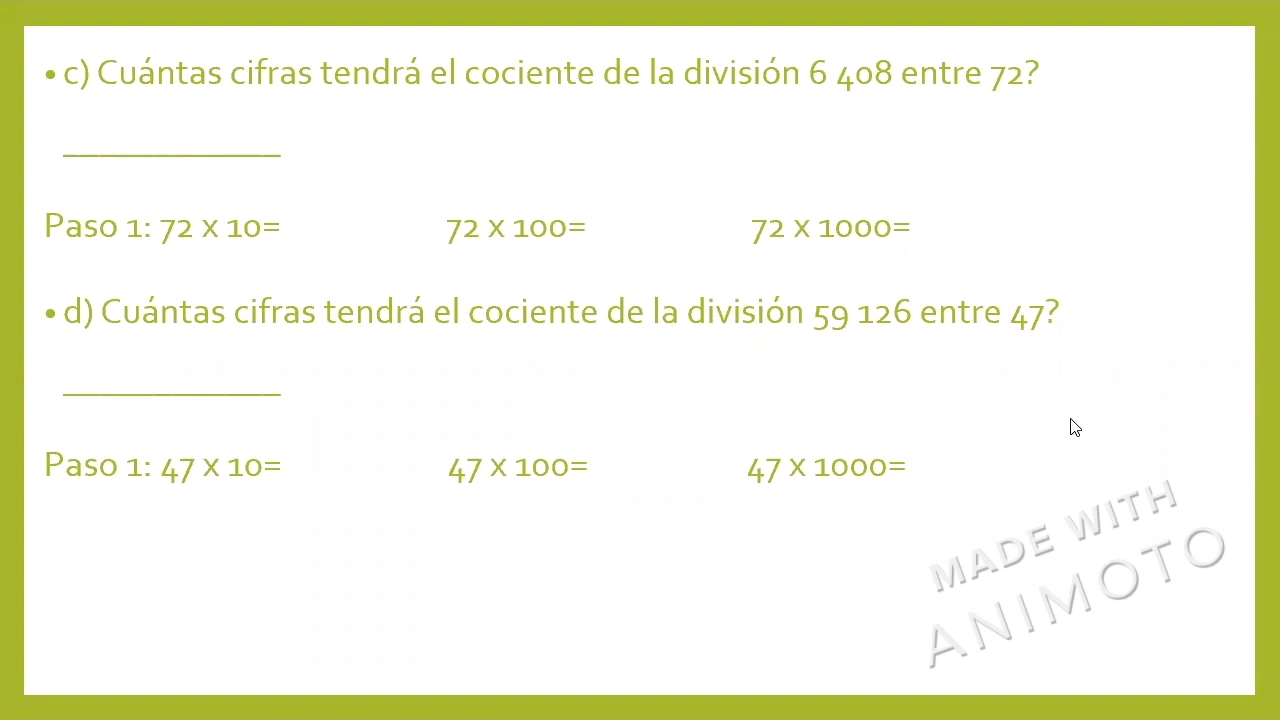 • c) Cuántas cifras tendrá el cociente de la división 6 408 entre 72?
____________
Paso 1: 72 x 10= 72 x 100= 72 x 1000=
• d) Cuántas cifras tendrá el cociente de la división 59 126 entre 47?
____________
Paso 1: 47 x 10= 47 x 100= 47 x 1000=
MADE WITH
ANIMOTO